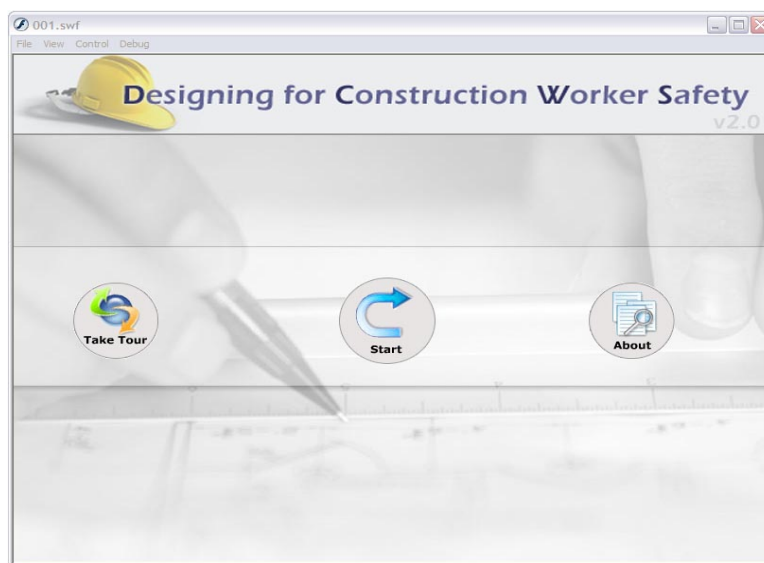 001.swf
File View Control Debug
Designing for Construction Worker Safety
v2.0
Take Tour
Start
About